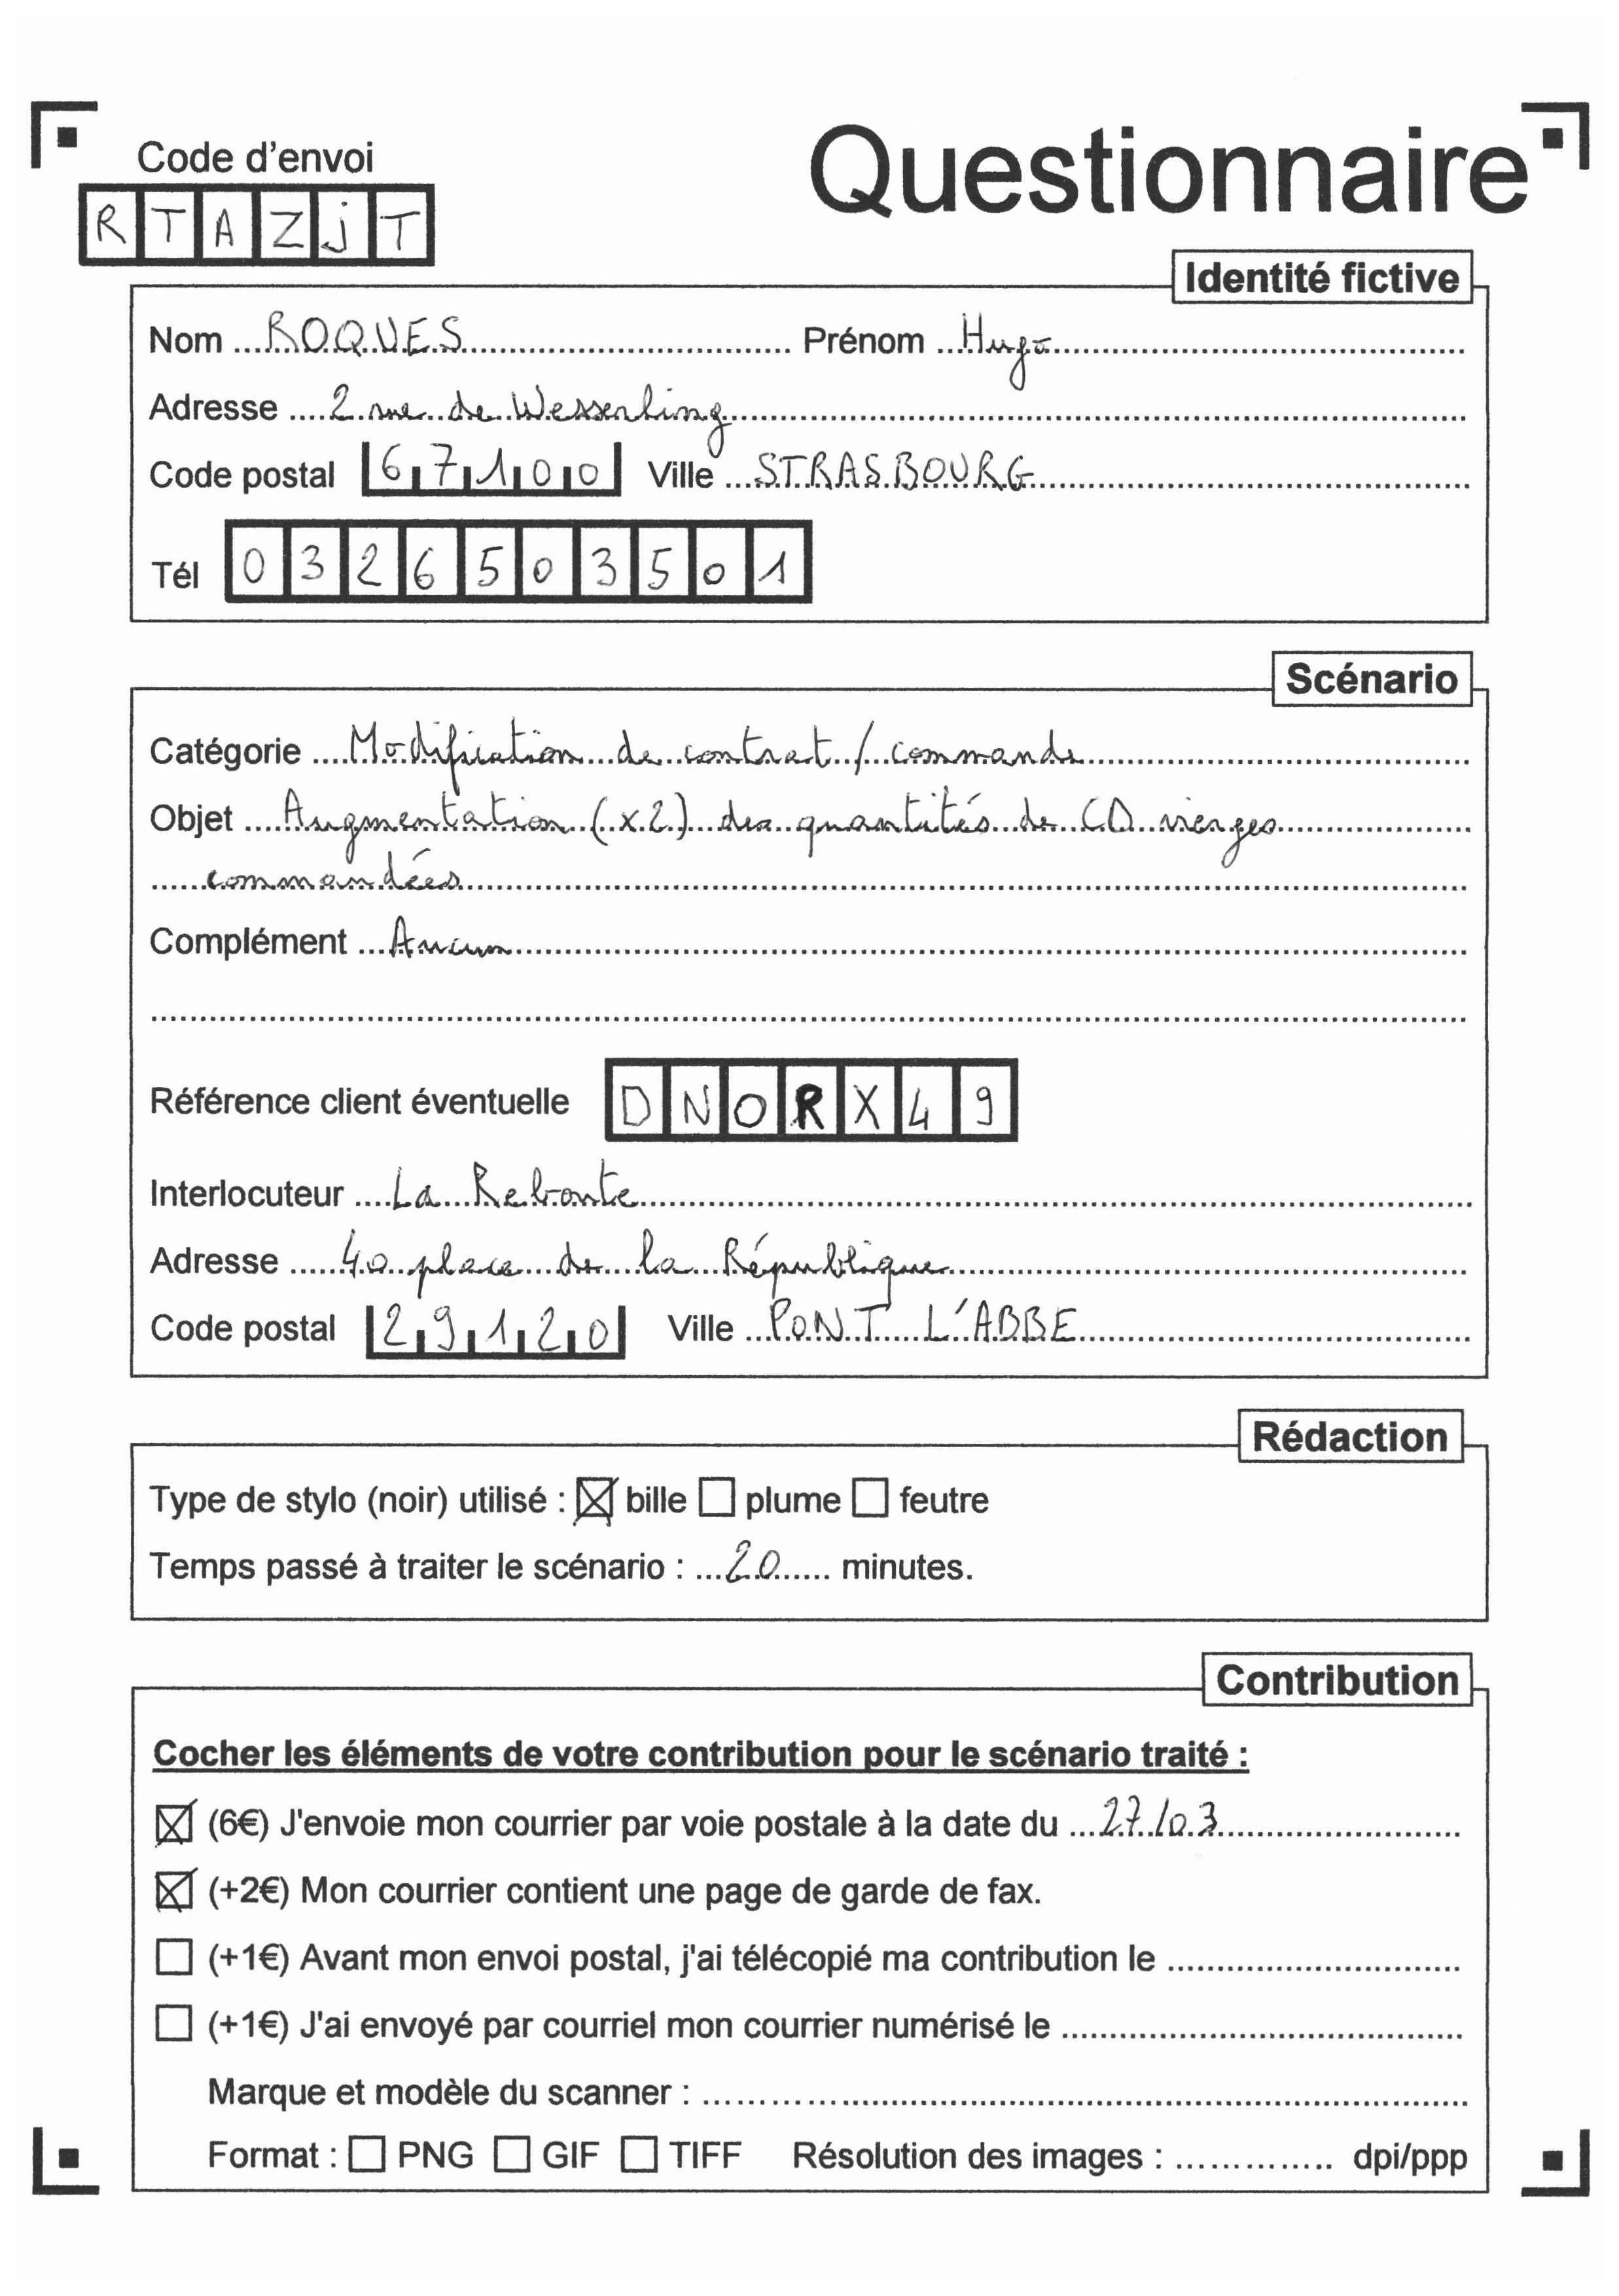 Code d'envoi
Questionnaire
RTAZjT
Identité fictive
Nom ROQUES Prénom Hugo
Adresse 2 rue de Wesserling
Code postal 67100 Ville STRASBOURG
Tél 0326503501
Scénario
Catégorie Modification de contrat / commande
Objet Augmentation (x2) des quantités de CD vierges
commandées
Complément Aucun
Référence client éventuelle DNORX49
Interlocuteur La Redoute
Adresse 40 place de la République
Code postal 29120 Ville PONT L'ABBE
Rédaction
Type de stylo (noir) utilisé : ☒ bille ☐ plume ☐ feutre
Temps passé à traiter le scénario : 20 minutes.
Contribution
Cocher les éléments de votre contribution pour le scénario traité :
☒ (6€) J'envoie mon courrier par voie postale à la date du 27/03
☒ (+2€) Mon courrier contient une page de garde de fax.
☐ (+1€) Avant mon envoi postal, j'ai télécopié ma contribution le
☐ (+1€) J'ai envoyé par courriel mon courrier numérisé le
Marque et modèle du scanner :
Format : ☐ PNG ☐ GIF ☐ TIFF Résolution des images : dpi/ppp